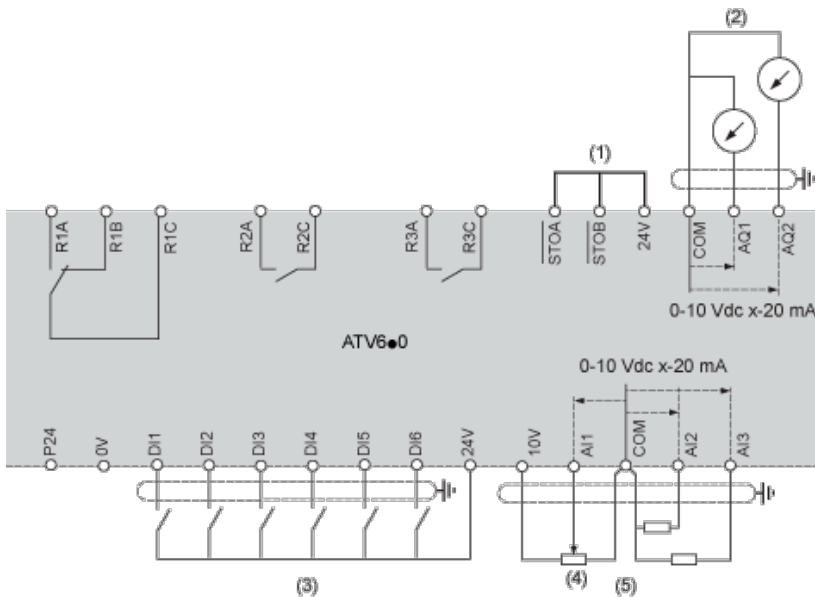 (2)
(1)
R1A R1B R1C R2A R2C R3A R3C STOA STOB 24V COM AQ1 AQ2
0-10 Vdc x-20 mA
ATV6●0
0-10 Vdc x-20 mA
P24 0V DI1 DI2 DI3 DI4 DI5 DI6 24V 10V AI1 COM AI2 AI3
(3) (4) (5)